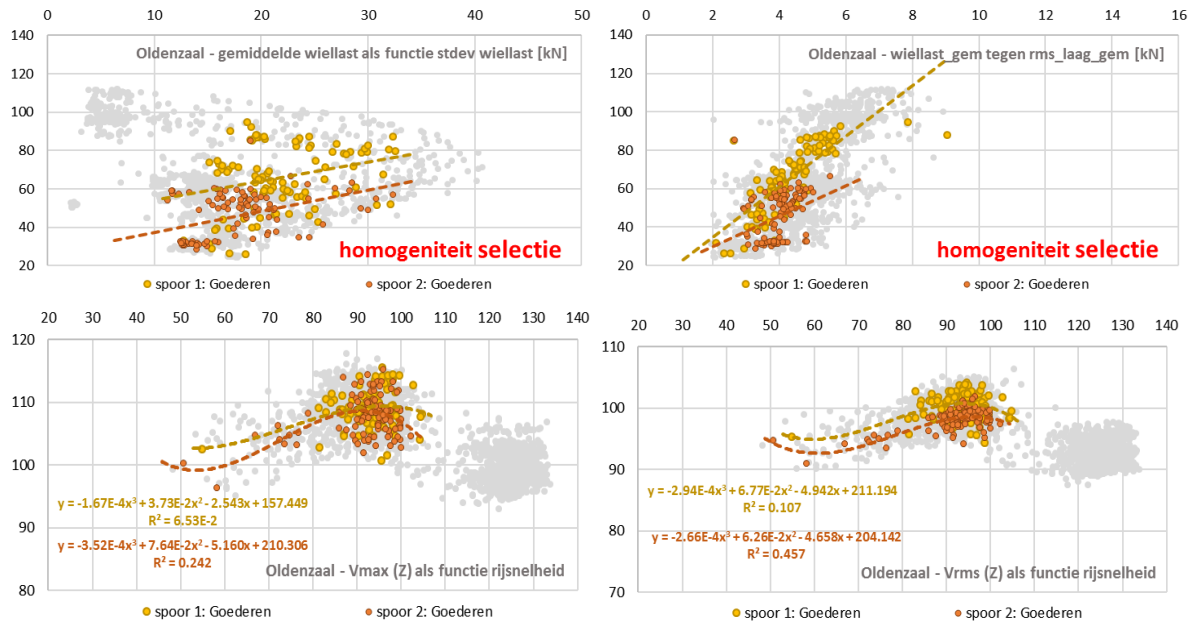 0 10 20 30 40 50
140
120
100
80
60
40
20
Oldenzaal - gemiddelde wiellast als functie stdev wiellast [kN]
homogeniteit selectie
spoor 1: Goederen spoor 2: Goederen
0 2 4 6 8 10 12 14 16
140
120
100
80
60
40
20
Oldenzaal - wiellast_gem tegen rms_laag_gem [kN]
homogeniteit selectie
spoor 1: Goederen spoor 2: Goederen
20 30 40 50 60 70 80 90 100 110 120 130 140
120
110
100
90
80
y = -1.67E-4x³ + 3.73E-2x² - 2.543x + 157.449
R² = 6.53E-2
y = -3.52E-4x³ + 7.64E-2x² - 5.160x + 210.306
R² = 0.242
Oldenzaal - Vmax (Z) als functie rijsnelheid
spoor 1: Goederen spoor 2: Goederen
20 30 40 50 60 70 80 90 100 110 120 130 140
110
100
90
80
70
y = -2.94E-4x³ + 6.77E-2x² - 4.942x + 211.194
R² = 0.107
y = -2.66E-4x³ + 6.26E-2x² - 4.658x + 204.142
R² = 0.457
Oldenzaal - Vrms (Z) als functie rijsnelheid
spoor 1: Goederen spoor 2: Goederen